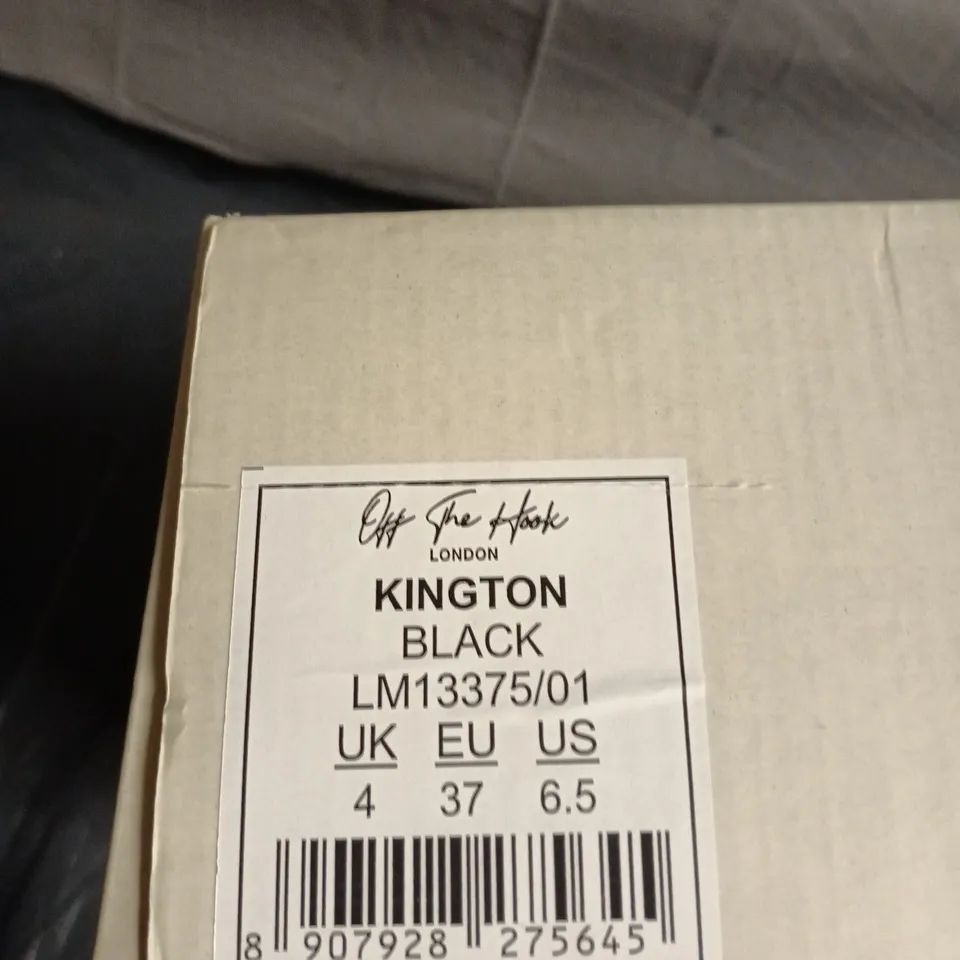 Off The Hook
LONDON
KINGTON
BLACK
LM13375/01
UK EU US
4 37 6.5
8 907928 275645